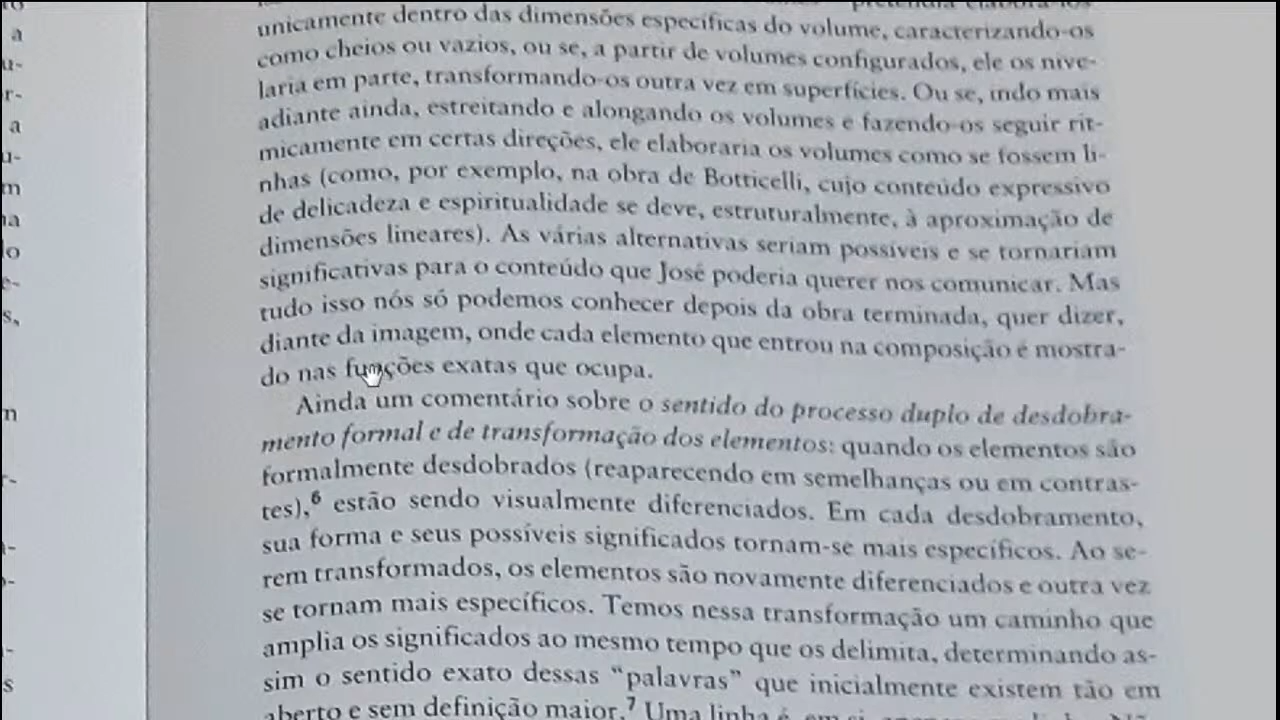 unicamente dentro das dimensões específicas do volume, caracterizando-os
como cheios ou vazios, ou se, a partir de volumes configurados, ele os nive-
laria em parte, transformando-os outra vez em superfícies. Ou se, indo mais
adiante ainda, estreitando e alongando os volumes e fazendo-os seguir rit-
micamente em certas direções, ele elaboraria os volumes como se fossem li-
nhas (como, por exemplo, na obra de Botticelli, cujo conteúdo expressivo
de delicadeza e espiritualidade se deve, estruturalmente, à aproximação de
dimensões lineares). As várias alternativas seriam possíveis e se tornariam
significativas para o conteúdo que José poderia querer nos comunicar. Mas
tudo isso nós só podemos conhecer depois da obra terminada, quer dizer,
diante da imagem, onde cada elemento que entrou na composição é mostra-
do nas funções exatas que ocupa.
Ainda um comentário sobre o sentido do processo duplo de desdobra-
mento formal e de transformação dos elementos: quando os elementos são
formalmente desdobrados (reaparecendo em semelhanças ou em contras-
tes),⁶ estão sendo visualmente diferenciados. Em cada desdobramento,
sua forma e seus possíveis significados tornam-se mais específicos. Ao se-
rem transformados, os elementos são novamente diferenciados e outra vez
se tornam mais específicos. Temos nessa transformação um caminho que
amplia os significados ao mesmo tempo que os delimita, determinando as-
sim o sentido exato dessas "palavras" que inicialmente existem tão em
aberto e sem definição maior.⁷ Uma linha é, em si,